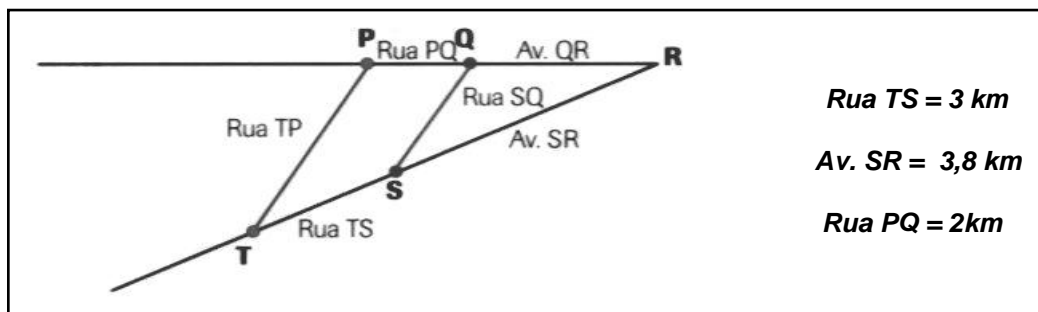 P
Q
Rua PQ
Av. QR
R
Rua SQ
Rua TS = 3 km
Rua TP
Av. SR
Av. SR = 3,8 km
S
Rua TS
Rua PQ = 2km
T